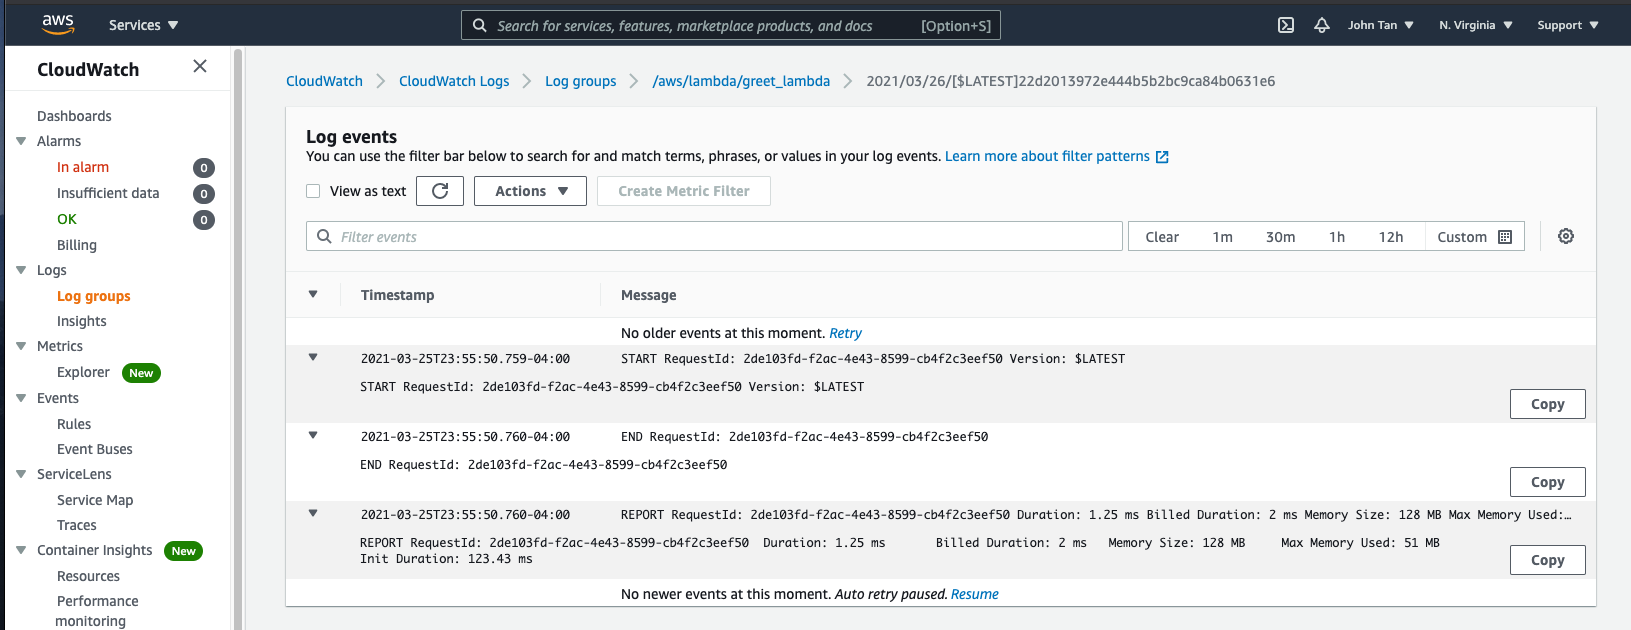 aws Services Search for services, features, marketplace products, and docs [Option+S] John Tan N. Virginia Support
CloudWatch
Dashboards
Alarms
In alarm 0
Insufficient data 0
OK 0
Billing
Logs
Log groups
Insights
Metrics
Explorer New
Events
Rules
Event Buses
ServiceLens
Service Map
Traces
Container Insights New
Resources
Performance
monitoring
CloudWatch CloudWatch Logs Log groups /aws/lambda/greet_lambda 2021/03/26/[$LATEST]22d2013972e444b5b2bc9ca84b0631e6
Log events
You can use the filter bar below to search for and match terms, phrases, or values in your log events. Learn more about filter patterns
View as text Actions Create Metric Filter
Filter events Clear 1m 30m 1h 12h Custom
Timestamp Message
No older events at this moment. Retry
2021-03-25T23:55:50.759-04:00 START RequestId: 2de103fd-f2ac-4e43-8599-cb4f2c3eef50 Version: $LATEST
START RequestId: 2de103fd-f2ac-4e43-8599-cb4f2c3eef50 Version: $LATEST
Copy
2021-03-25T23:55:50.760-04:00 END RequestId: 2de103fd-f2ac-4e43-8599-cb4f2c3eef50
END RequestId: 2de103fd-f2ac-4e43-8599-cb4f2c3eef50
Copy
2021-03-25T23:55:50.760-04:00 REPORT RequestId: 2de103fd-f2ac-4e43-8599-cb4f2c3eef50 Duration: 1.25 ms Billed Duration: 2 ms Memory Size: 128 MB Max Memory Used:…
REPORT RequestId: 2de103fd-f2ac-4e43-8599-cb4f2c3eef50 Duration: 1.25 ms Billed Duration: 2 ms Memory Size: 128 MB Max Memory Used: 51 MB
Init Duration: 123.43 ms
Copy
No newer events at this moment. Auto retry paused. Resume